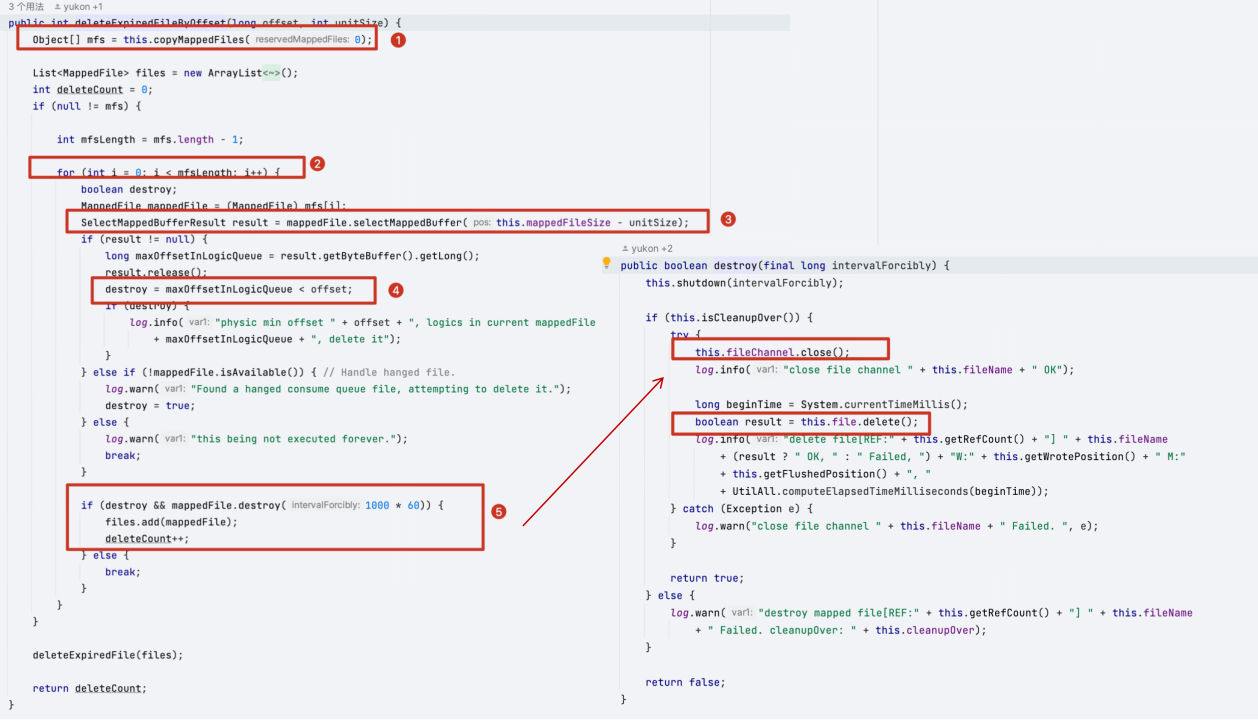 3 个用法 yukon +1
public int deleteExpiredFileByOffset(long offset, int unitSize) {
Object[] mfs = this.copyMappedFiles( reservedMappedFiles: 0); 1
List<MappedFile> files = new ArrayList<~>();
int deleteCount = 0;
if (null != mfs) {
int mfsLength = mfs.length - 1;
for (int i = 0; i < mfsLength; i++) { 2
boolean destroy;
MappedFile mappedFile = (MappedFile) mfs[i];
SelectMappedBufferResult result = mappedFile.selectMappedBuffer( pos: this.mappedFileSize - unitSize); 3
if (result != null) {
long maxOffsetInLogicQueue = result.getByteBuffer().getLong();
result.release();
destroy = maxOffsetInLogicQueue < offset; 4
if (destroy) {
log.info( var1: "physic min offset " + offset + ", logics in current mappedFile
+ maxOffsetInLogicQueue + ", delete it");
}
} else if (!mappedFile.isAvailable()) { // Handle hanged file.
log.warn( var1: "Found a hanged consume queue file, attempting to delete it.");
destroy = true;
} else {
log.warn( var1: "this being not executed forever.");
break;
}
if (destroy && mappedFile.destroy( intervalForcibly: 1000 * 60)) { 5
files.add(mappedFile);
deleteCount++;
} else {
break;
}
}
}
deleteExpiredFile(files);
return deleteCount;
}
yukon +2
public boolean destroy(final long intervalForcibly) {
this.shutdown(intervalForcibly);
if (this.isCleanupOver()) {
try {
this.fileChannel.close();
log.info( var1: "close file channel " + this.fileName + " OK");
long beginTime = System.currentTimeMillis();
boolean result = this.file.delete();
log.info( var1: "delete file[REF:" + this.getRefCount() + "] " + this.fileName
+ (result ? " OK, " : " Failed, ") + "W:" + this.getWrotePosition() + " M:"
+ this.getFlushedPosition() + ", "
+ UtilAll.computeElapsedTimeMilliseconds(beginTime));
} catch (Exception e) {
log.warn("close file channel " + this.fileName + " Failed. ", e);
}
return true;
} else {
log.warn( var1: "destroy mapped file[REF:" + this.getRefCount() + "] " + this.fileName
+ " Failed. cleanupOver: " + this.cleanupOver);
}
return false;
}